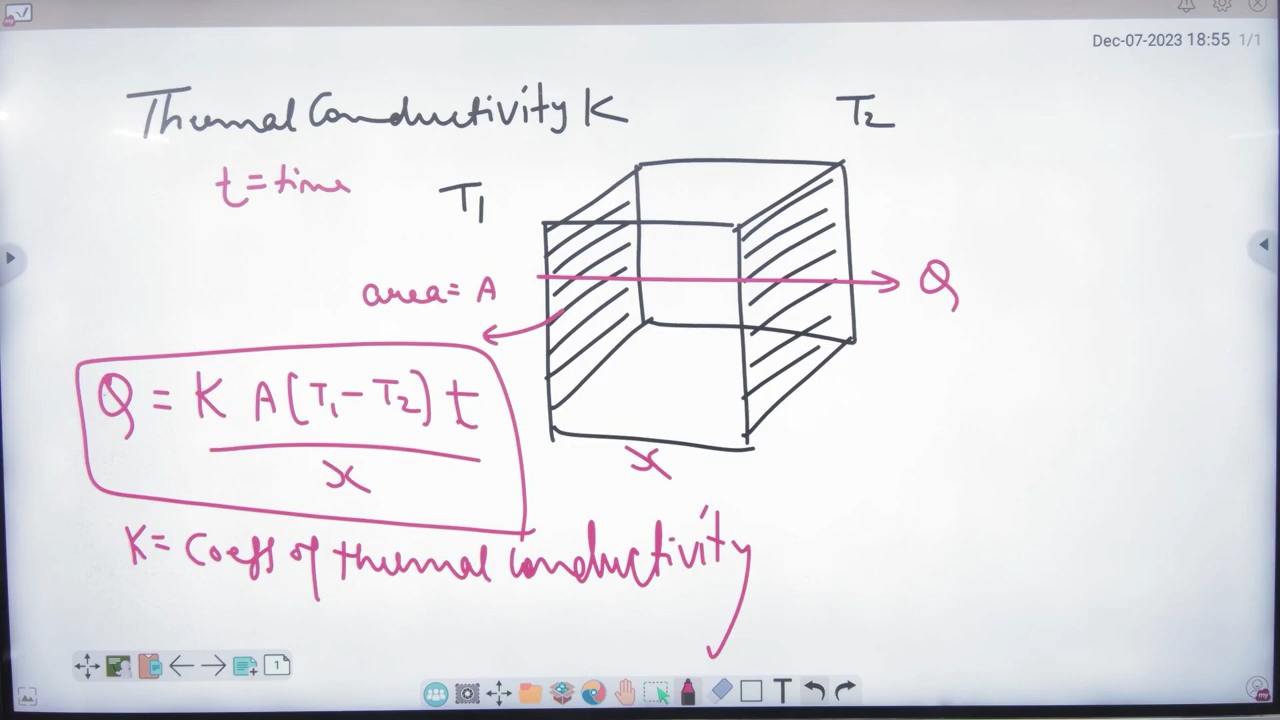 Dec-07-2023 18:55 1/1
Thermal Conductivity K
T2
t = time
T1
area = A
Q
Q = K A (T1 - T2) t
x
x
K = Coeff of thermal conductivity
1
T